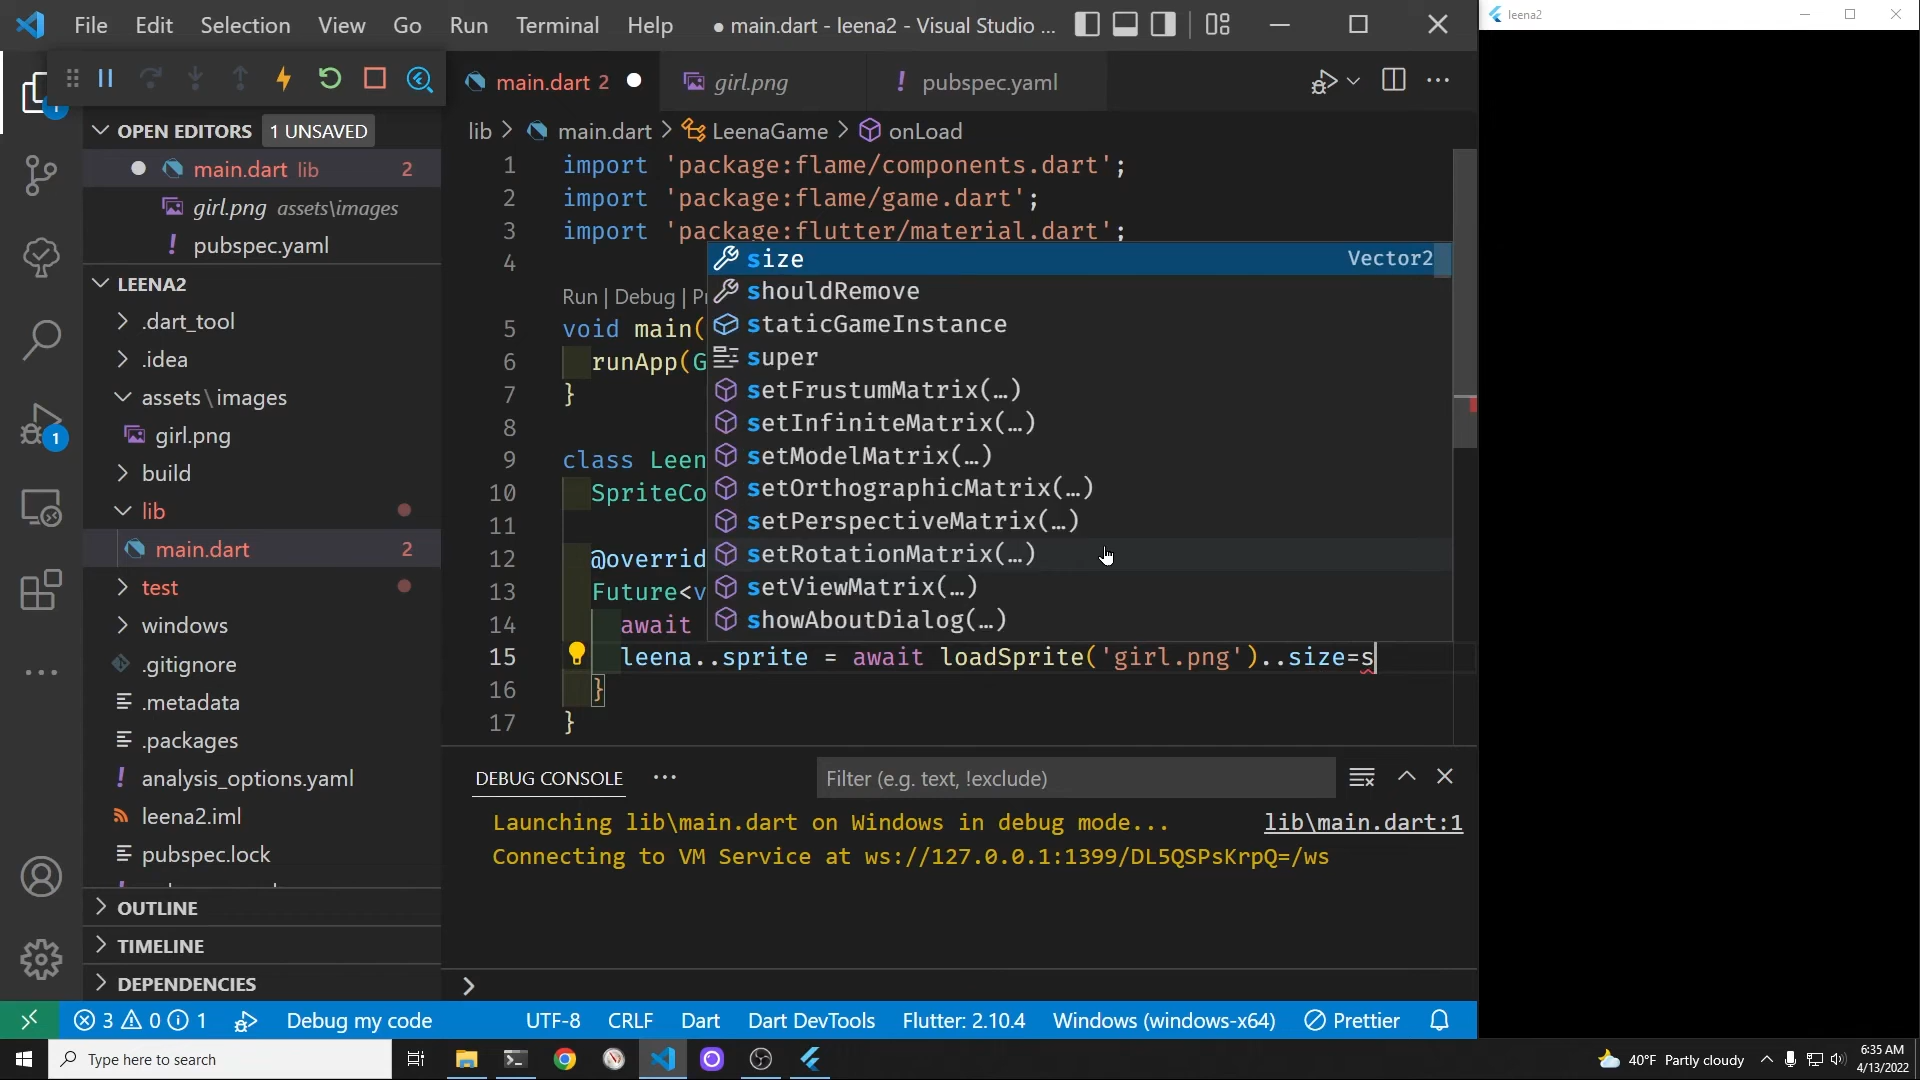 File Edit Selection View Go Run Terminal Help
● main.dart - leena2 - Visual Studio ...
leena2
main.dart 2
girl.png
! pubspec.yaml
OPEN EDITORS 1 UNSAVED
main.dart lib 2
girl.png assets\images
! pubspec.yaml
LEENA2
.dart_tool
.idea
assets\images
girl.png
build
lib
main.dart 2
test
windows
.gitignore
.metadata
.packages
! analysis_options.yaml
leena2.iml
pubspec.lock
OUTLINE
TIMELINE
DEPENDENCIES
1
1
lib > main.dart > LeenaGame > onLoad
1 import 'package:flame/components.dart';
2 import 'package:flame/game.dart';
3 import 'package:flutter/material.dart';
4
Run | Debug |
5 void main(
6 runApp(G
7 }
8
9 class Leen
10 SpriteCo
11
12 @overrid
13 Future<v
14 await
15 leena..sprite = await loadSprite('girl.png')..size=s
16 }
17 }
size Vector2
shouldRemove
staticGameInstance
super
setFrustumMatrix(…)
setInfiniteMatrix(…)
setModelMatrix(…)
setOrthographicMatrix(…)
setPerspectiveMatrix(…)
setRotationMatrix(…)
setViewMatrix(…)
showAboutDialog(…)
DEBUG CONSOLE ...
Filter (e.g. text, !exclude)
Launching lib\main.dart on Windows in debug mode... lib\main.dart:1
Connecting to VM Service at ws://127.0.0.1:1399/DL5QSPsKrpQ=/ws
3 0 1 Debug my code UTF-8 CRLF Dart Dart DevTools Flutter: 2.10.4 Windows (windows-x64) Prettier
Type here to search
40°F Partly cloudy
6:35 AM
4/13/2022